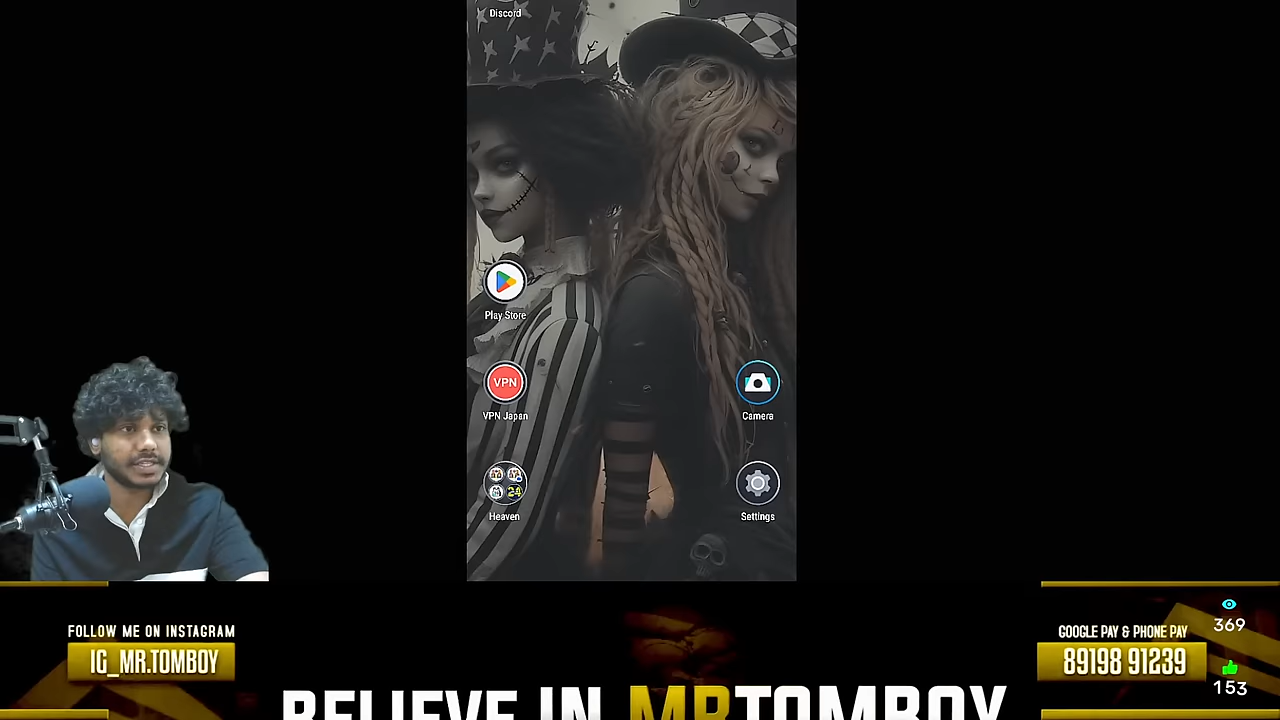 Discord
Play Store
VPN
VPN Japan
Camera
24
Heaven
Settings
FOLLOW ME ON INSTAGRAM
IG_MR.TOMBOY
GOOGLE PAY & PHONE PAY
89198 91239
369
153
BELIEVE IN MRTOMBOY